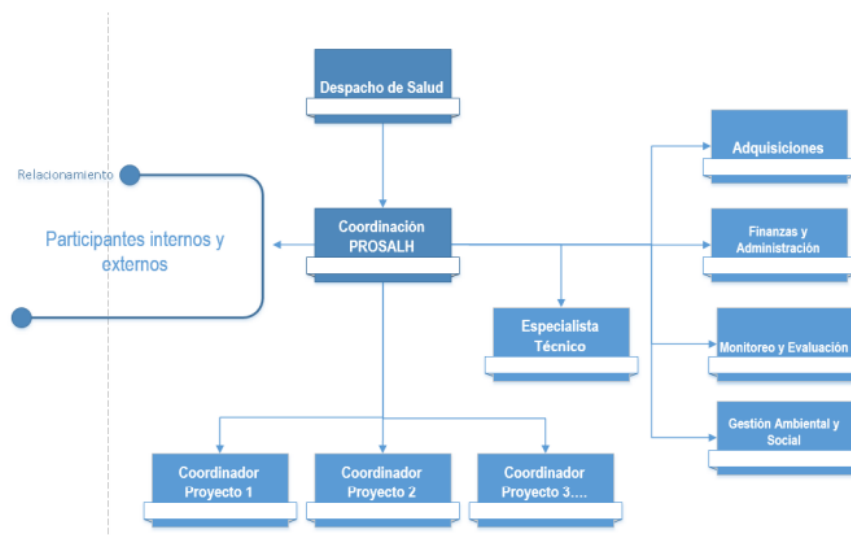 Despacho de Salud
Adquisiciones
Relacionamiento
Participantes internos y
externos
Coordinación
PROSALH
Finanzas y
Administración
Especialista
Técnico
Monitoreo y Evaluación
Gestión Ambiental y
Social
Coordinador
Proyecto 1
Coordinador
Proyecto 2
Coordinador
Proyecto 3....